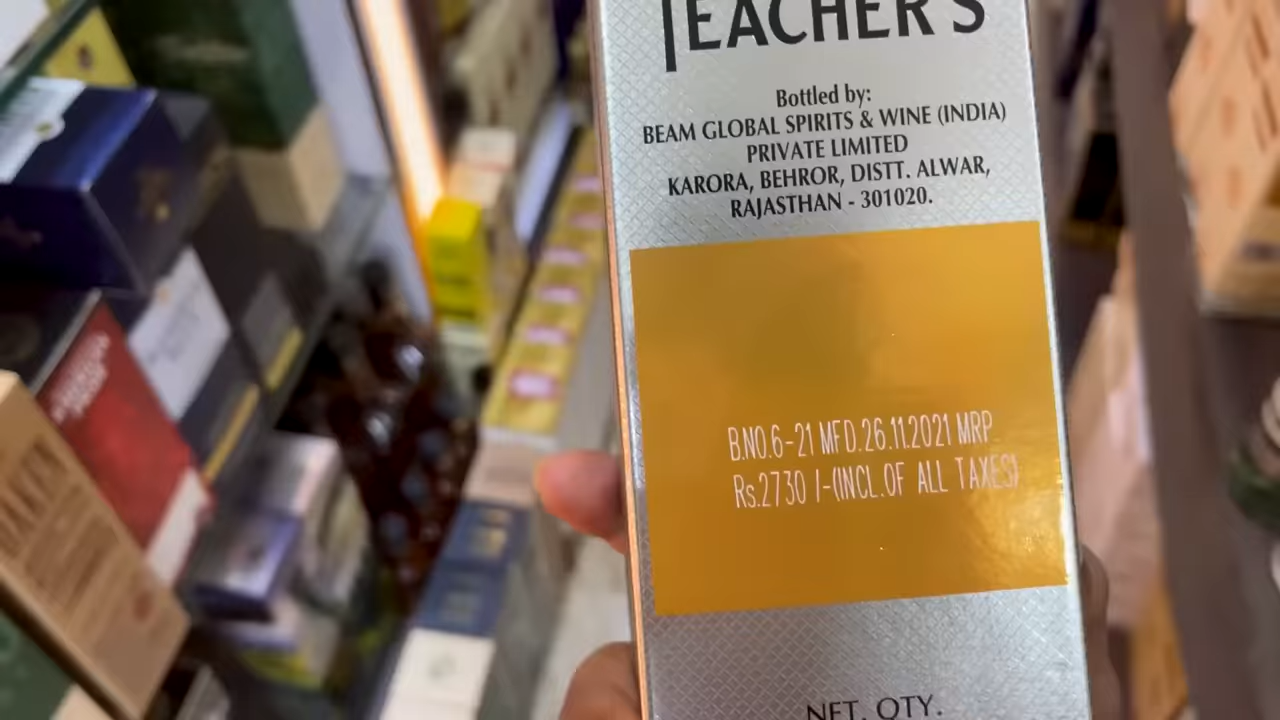 TEACHER'S
Bottled by:
BEAM GLOBAL SPIRITS & WINE (INDIA)
PRIVATE LIMITED
KARORA, BEHROR, DISTT. ALWAR,
RAJASTHAN - 301020.
B.NO.6-21 MFD.26.11.2021 MRP
Rs.2730 /-(INCL.OF ALL TAXES)
NET. QTY.